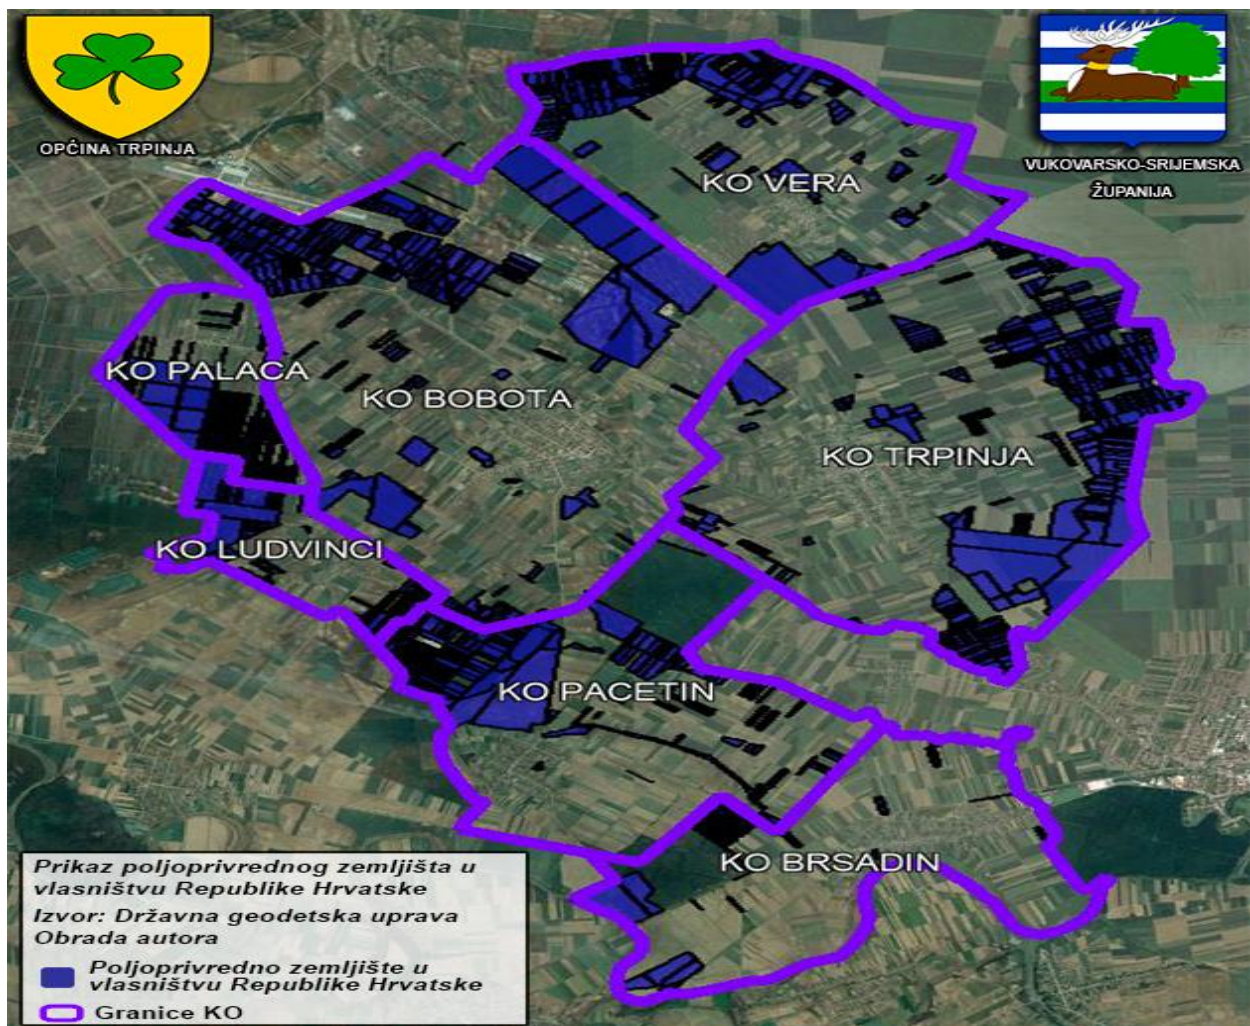 OPĆINA TRPINJA
VUKOVARSKO-SRIJEMSKA
ŽUPANIJA
KO VERA
KO PALACA
KO BOBOTA
KO TRPINJA
KO LUDVINCI
KO PACETIN
KO BRSADIN
Prikaz poljoprivrednog zemljišta u
vlasništvu Republike Hrvatske
Izvor: Državna geodetska uprava
Obrada autora
Poljoprivredno zemljište u
vlasništvu Republike Hrvatske
Granice KO